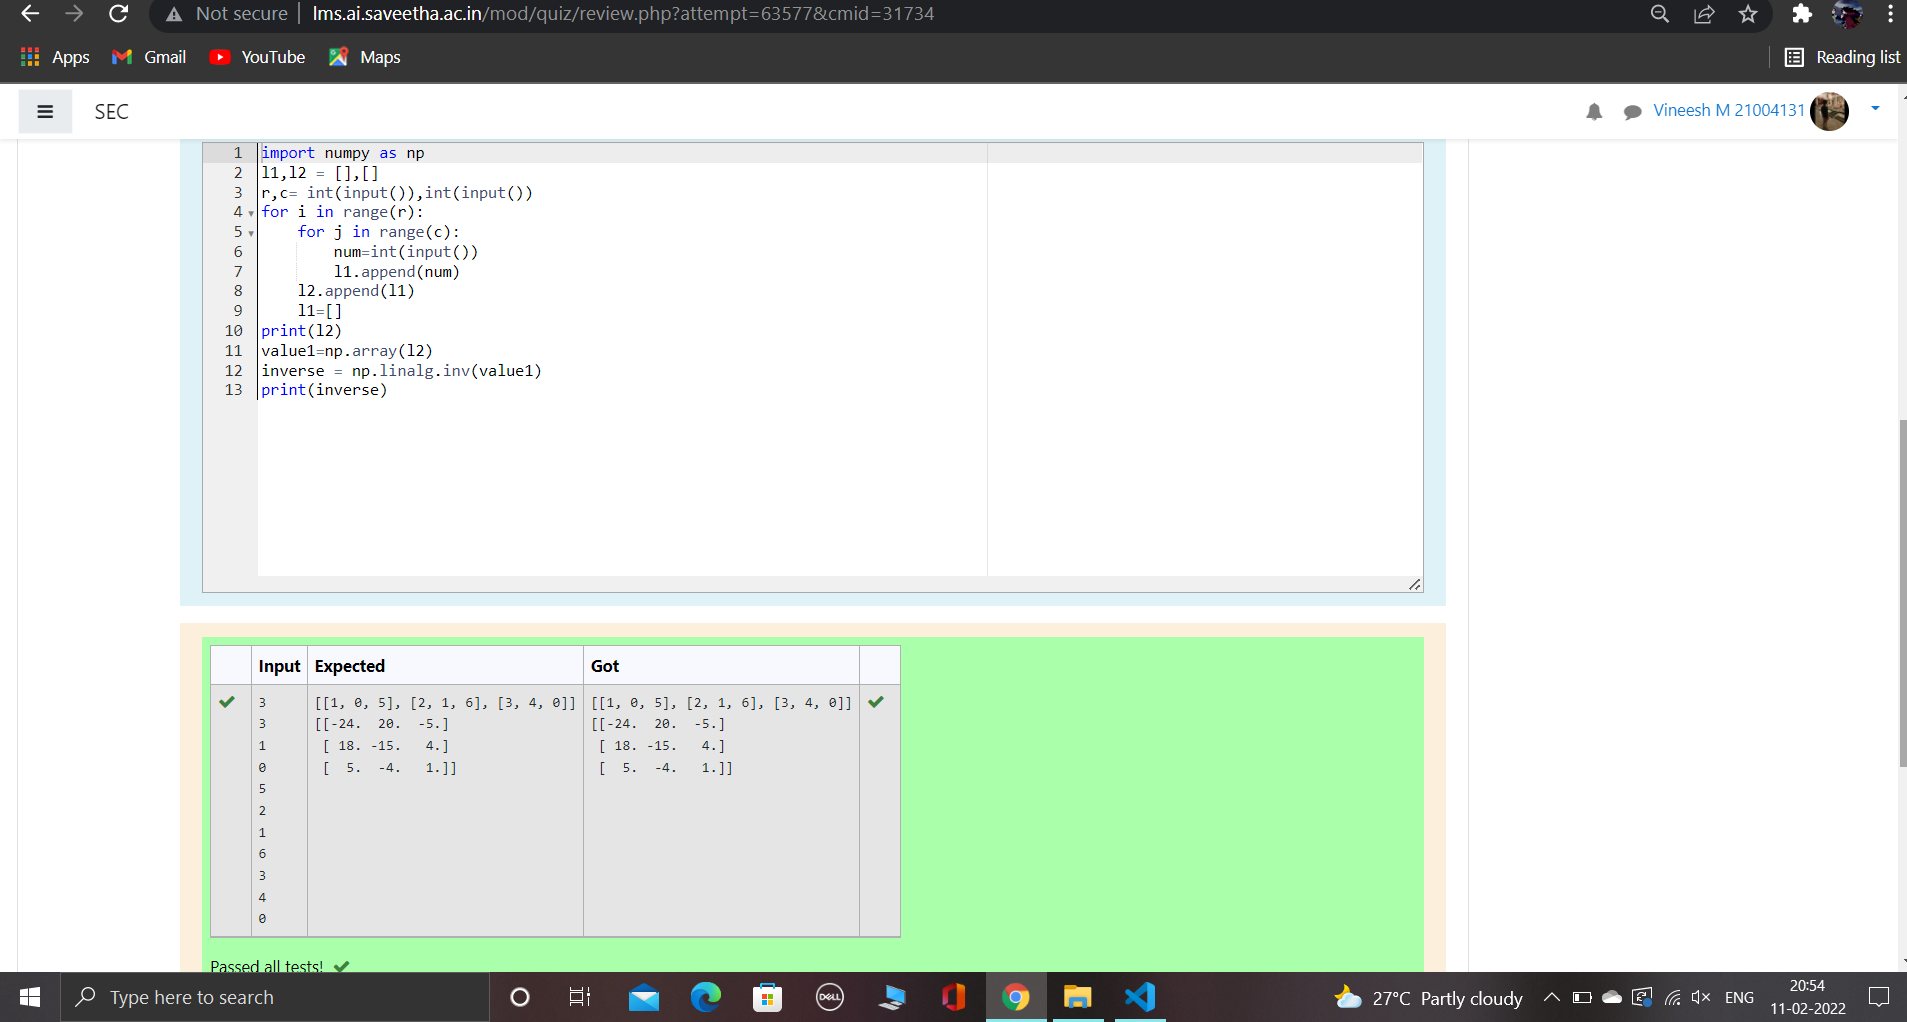 Not secure | lms.ai.saveetha.ac.in/mod/quiz/review.php?attempt=63577&cmid=31734
Apps Gmail YouTube Maps Reading list
SEC Vineesh M 21004131
1 import numpy as np
2 l1,l2 = [],[]
3 r,c= int(input()),int(input())
4 for i in range(r):
5 for j in range(c):
6 num=int(input())
7 l1.append(num)
8 l2.append(l1)
9 l1=[]
10 print(l2)
11 value1=np.array(l2)
12 inverse = np.linalg.inv(value1)
13 print(inverse)
Input Expected Got
3 [[1, 0, 5], [2, 1, 6], [3, 4, 0]] [[1, 0, 5], [2, 1, 6], [3, 4, 0]]
3 [[-24. 20. -5.] [[-24. 20. -5.]
1 [ 18. -15. 4.] [ 18. -15. 4.]
0 [ 5. -4. 1.]] [ 5. -4. 1.]]
5
2
1
6
3
4
0
Passed all tests!
Type here to search DELL 27°C Partly cloudy ENG 20:54
11-02-2022